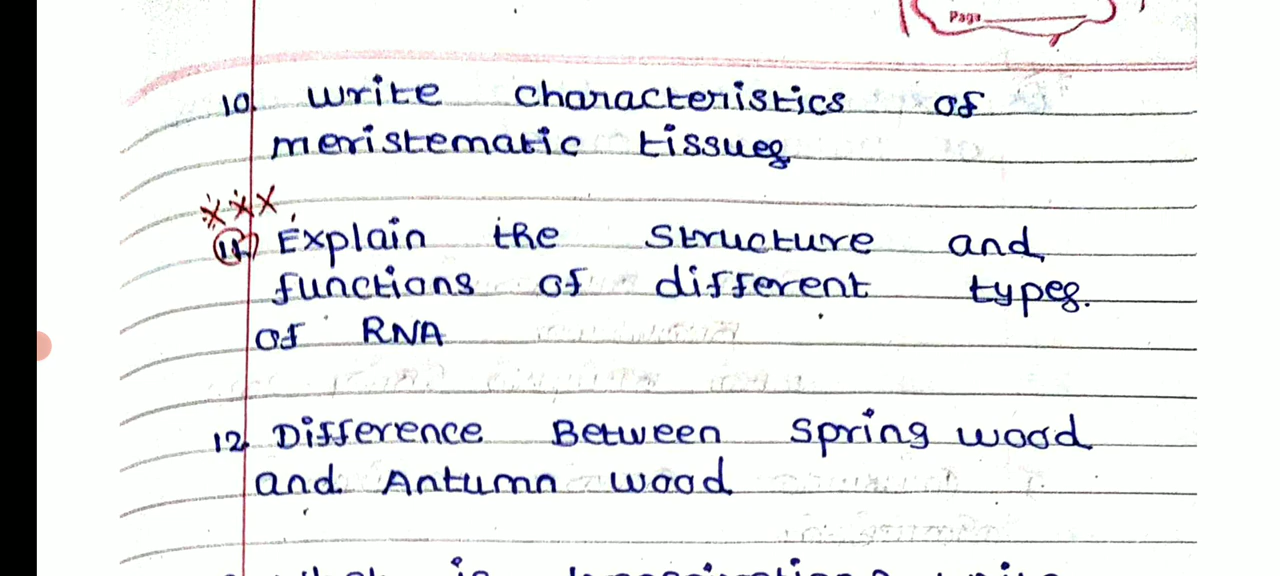 Page
10. Write characteristics of
meristematic tissues
11.) Explain the structure and
functions of different types.
of RNA
12. Difference Between Spring wood
and Antumn wood